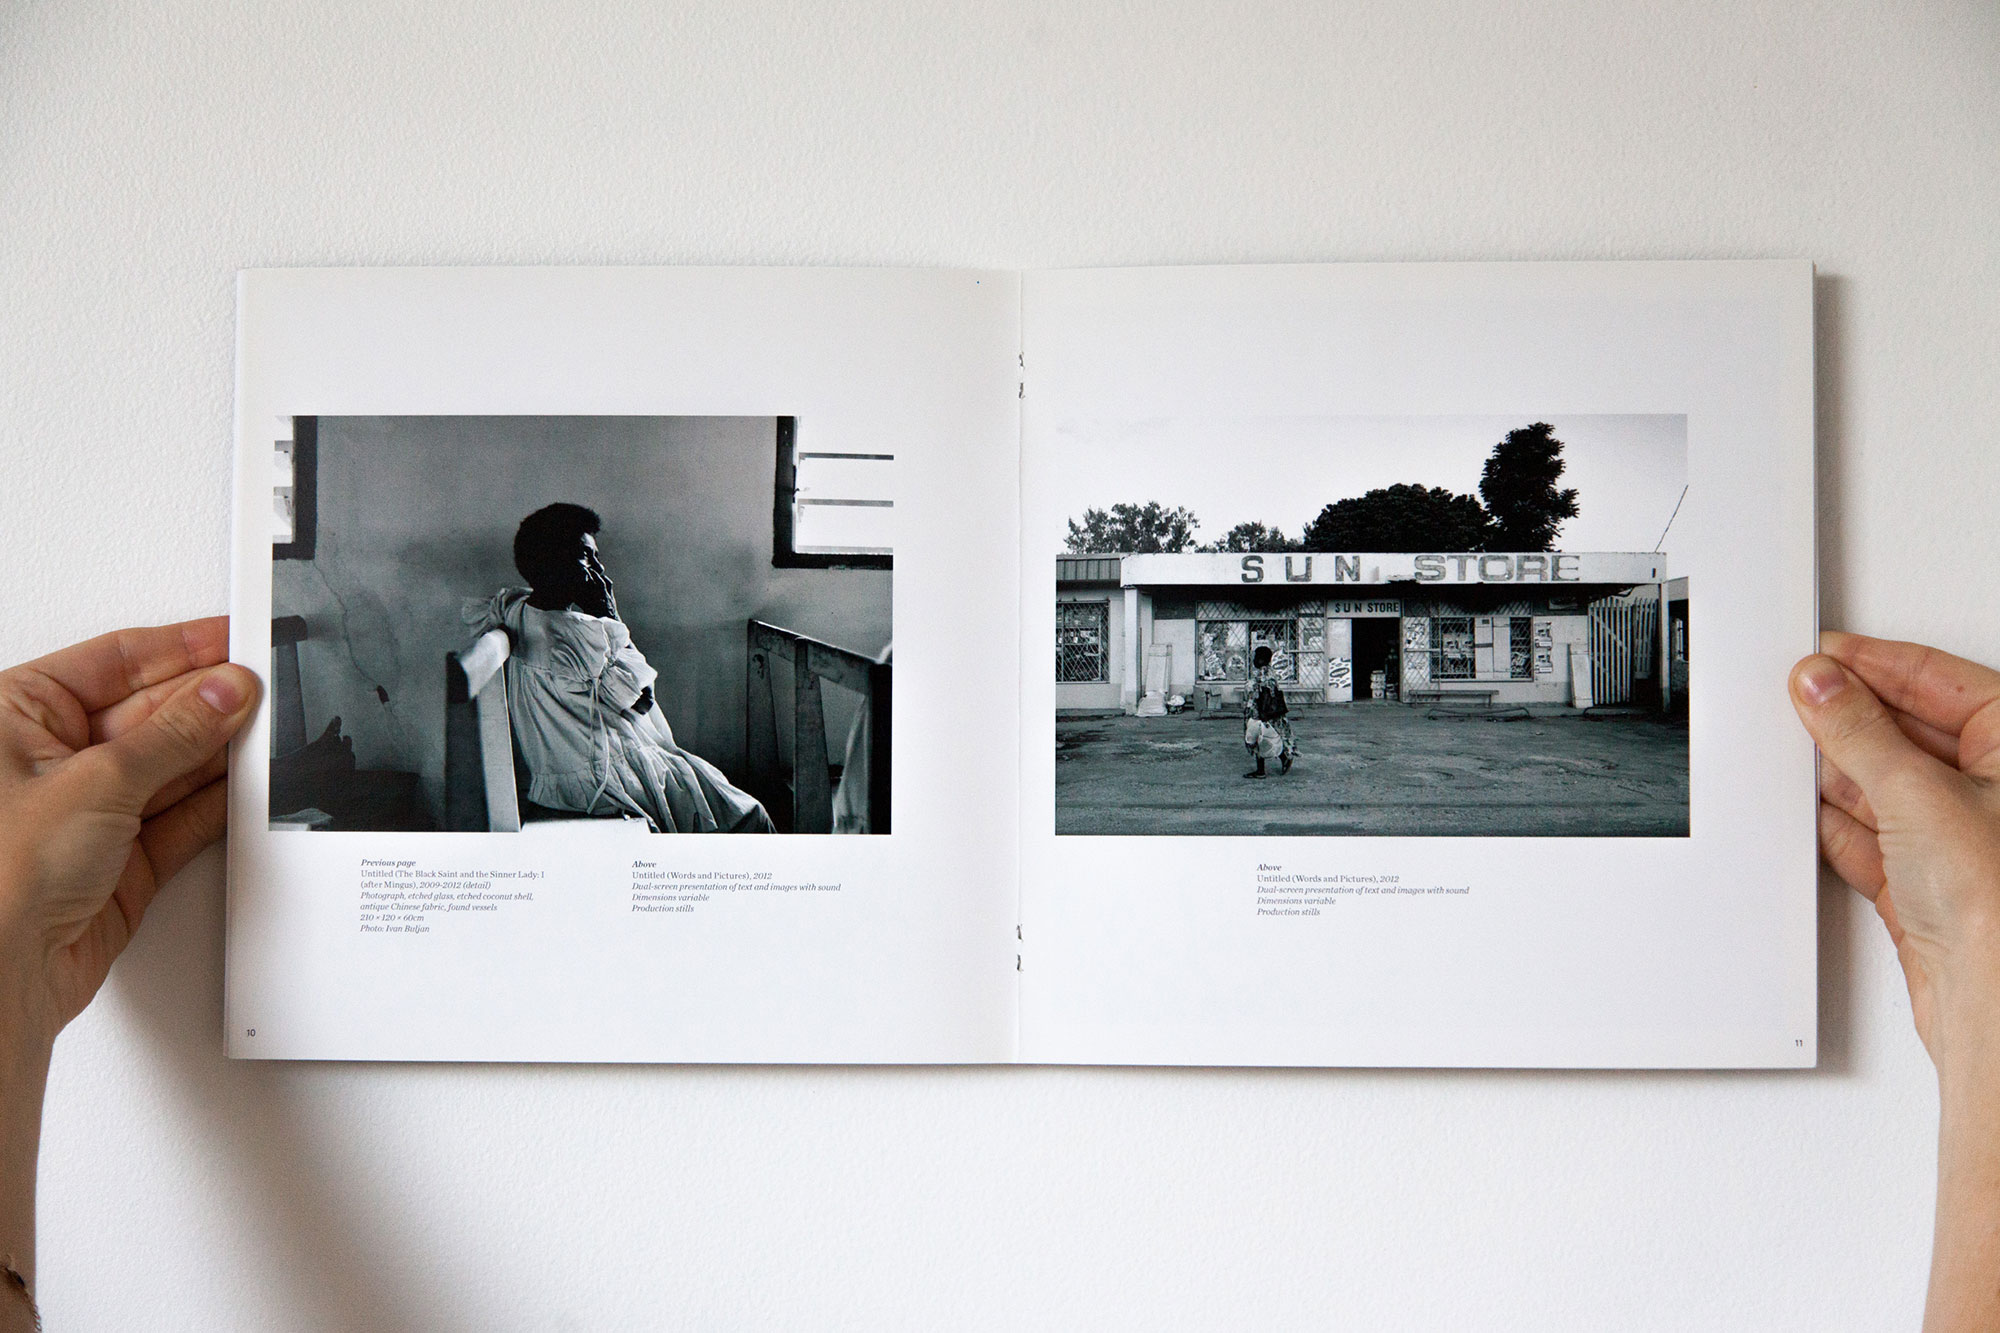 SUN STORE
SUN STORE
Previous page
Untitled (The Black Saint and the Sinner Lady: 1
(after Mingus), 2009-2012 (detail)
Photograph, etched glass, etched coconut shell,
antique Chinese fabric, found vessels
210 × 120 × 60cm
Photo: Ivan Buljan
Above
Untitled (Words and Pictures), 2012
Dual-screen presentation of text and images with sound
Dimensions variable
Production stills
Above
Untitled (Words and Pictures), 2012
Dual-screen presentation of text and images with sound
Dimensions variable
Production stills
10
11